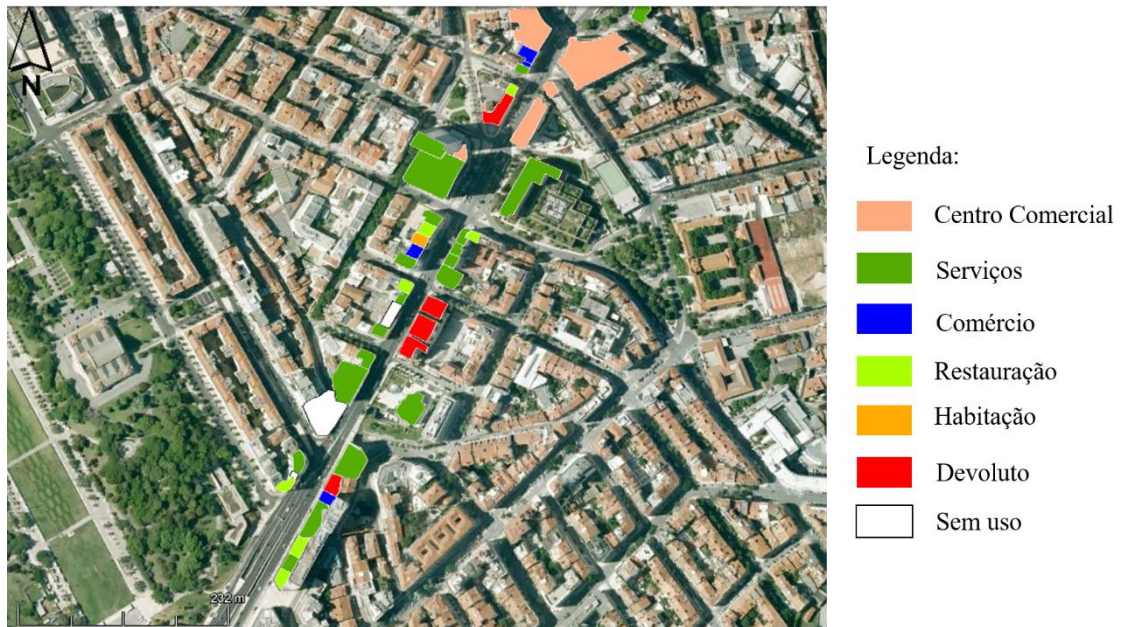 N
232 m
Legenda:
Centro Comercial
Serviços
Comércio
Restauração
Habitação
Devoluto
Sem uso